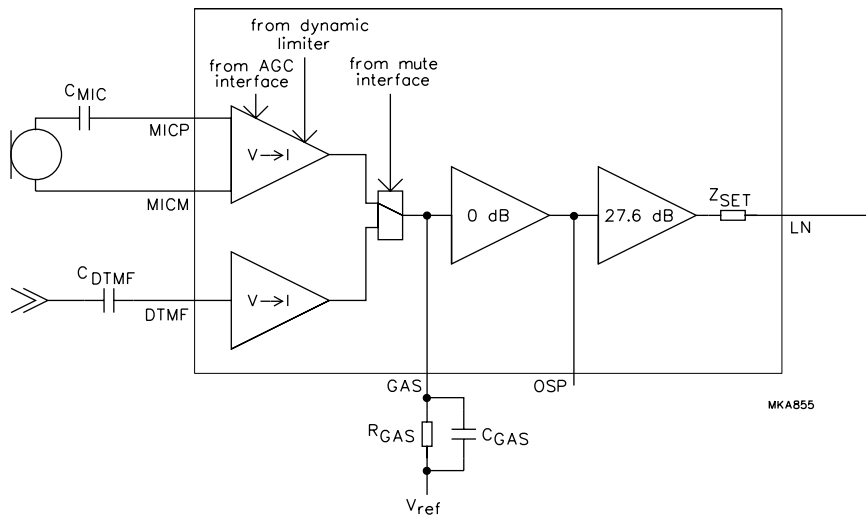 from dynamic
limiter
from AGC
interface
from mute
interface
CMIC
MICP
V→I
MICM
0 dB
27.6 dB
ZSET
LN
CDTMF
DTMF
V→I
GAS
OSP
MKA855
RGAS
CGAS
Vref